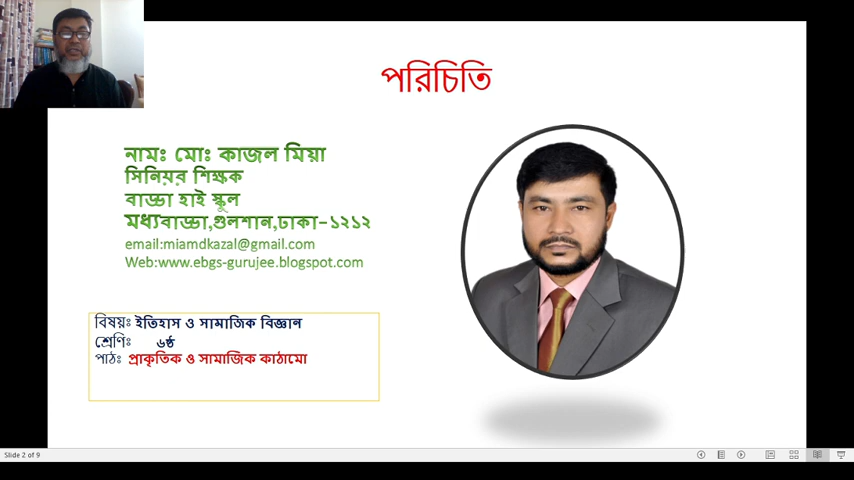 পরিচিতি
নামঃ মোঃ কাজল মিয়া
সিনিয়র শিক্ষক
বাড্ডা হাই স্কুল
মধ্যবাড্ডা,গুলশান,ঢাকা-১২১২
email:miamdkazal@gmail.com
Web:www.ebgs-gurujee.blogspot.com
বিষয়ঃ ইতিহাস ও সামাজিক বিজ্ঞান
শ্রেণিঃ ৬ষ্ঠ
পাঠঃ প্রাকৃতিক ও সামাজিক কাঠামো
Slide 2 of 9